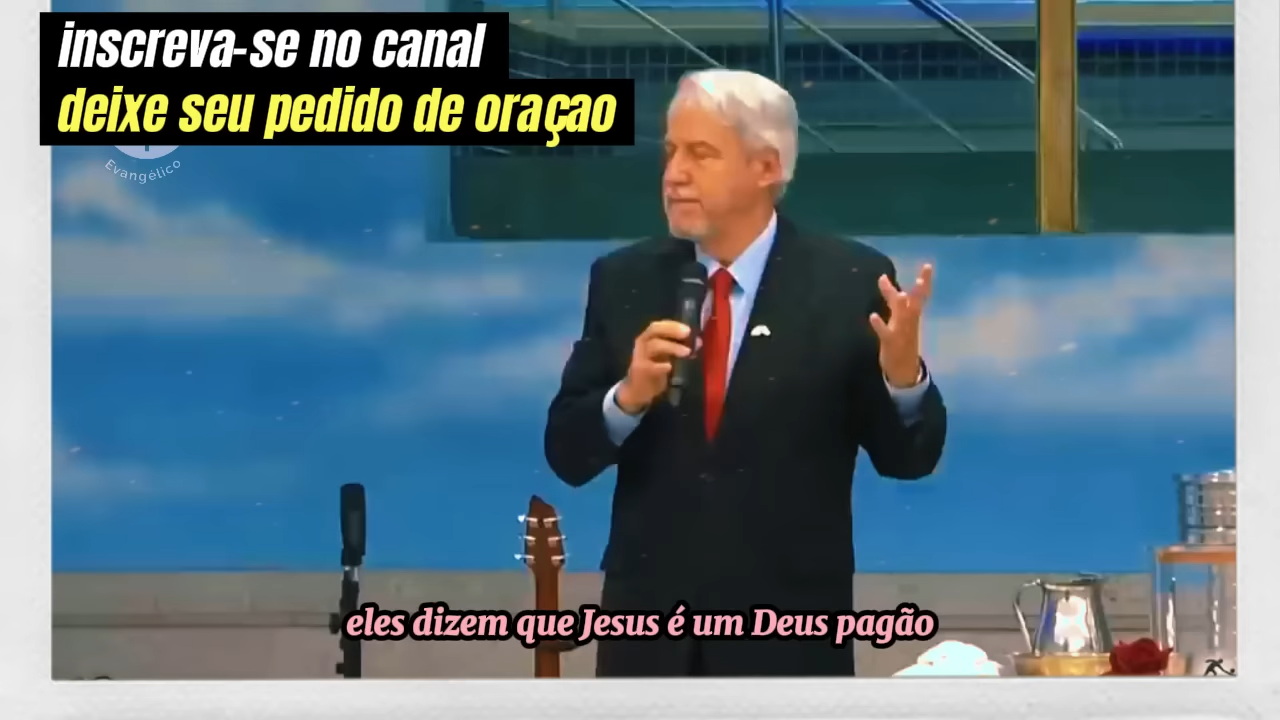 inscreva-se no canal
deixe seu pedido de oraçao
Evangélico
eles dizem que Jesus é um Deus pagão